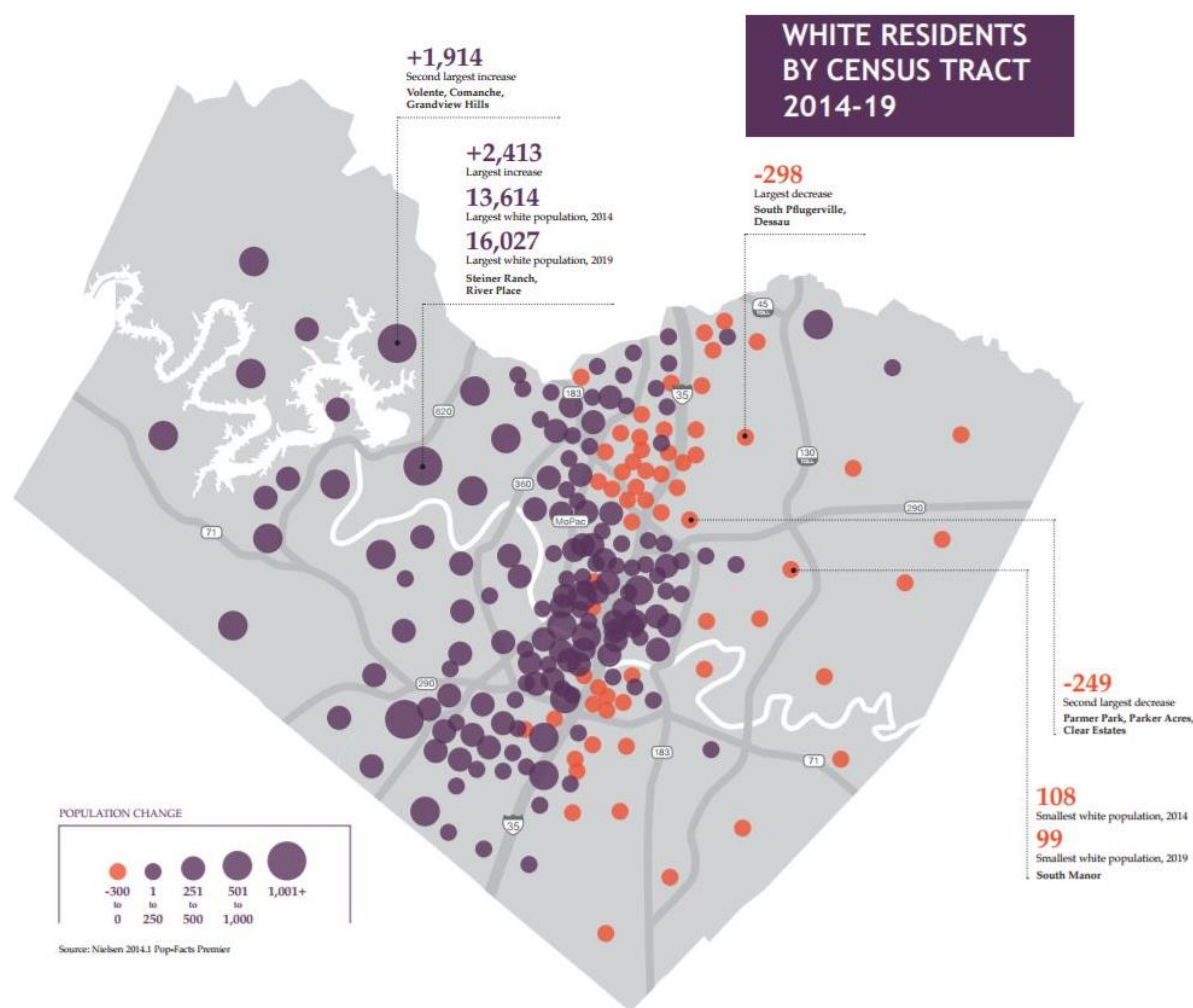 WHITE RESIDENTS
BY CENSUS TRACT
2014-19
+1,914
Second largest increase
Volente, Comanche,
Grandview Hills
+2,413
Largest increase
13,614
Largest white population, 2014
16,027
Largest white population, 2019
Steiner Ranch,
River Place
-298
Largest decrease
South Pflugerville,
Dessau
45
TOLL
183
35
620
130
TOLL
360
290
MoPac
71
290
183
71
35
-249
Second largest decrease
Parmer Park, Parker Acres,
Clear Estates
108
Smallest white population, 2014
99
Smallest white population, 2019
South Manor
POPULATION CHANGE
-300 1 251 501 1,001+
to to to to
0 250 500 1,000
Source: Nielsen 2014.1 Pop-Facts Premier